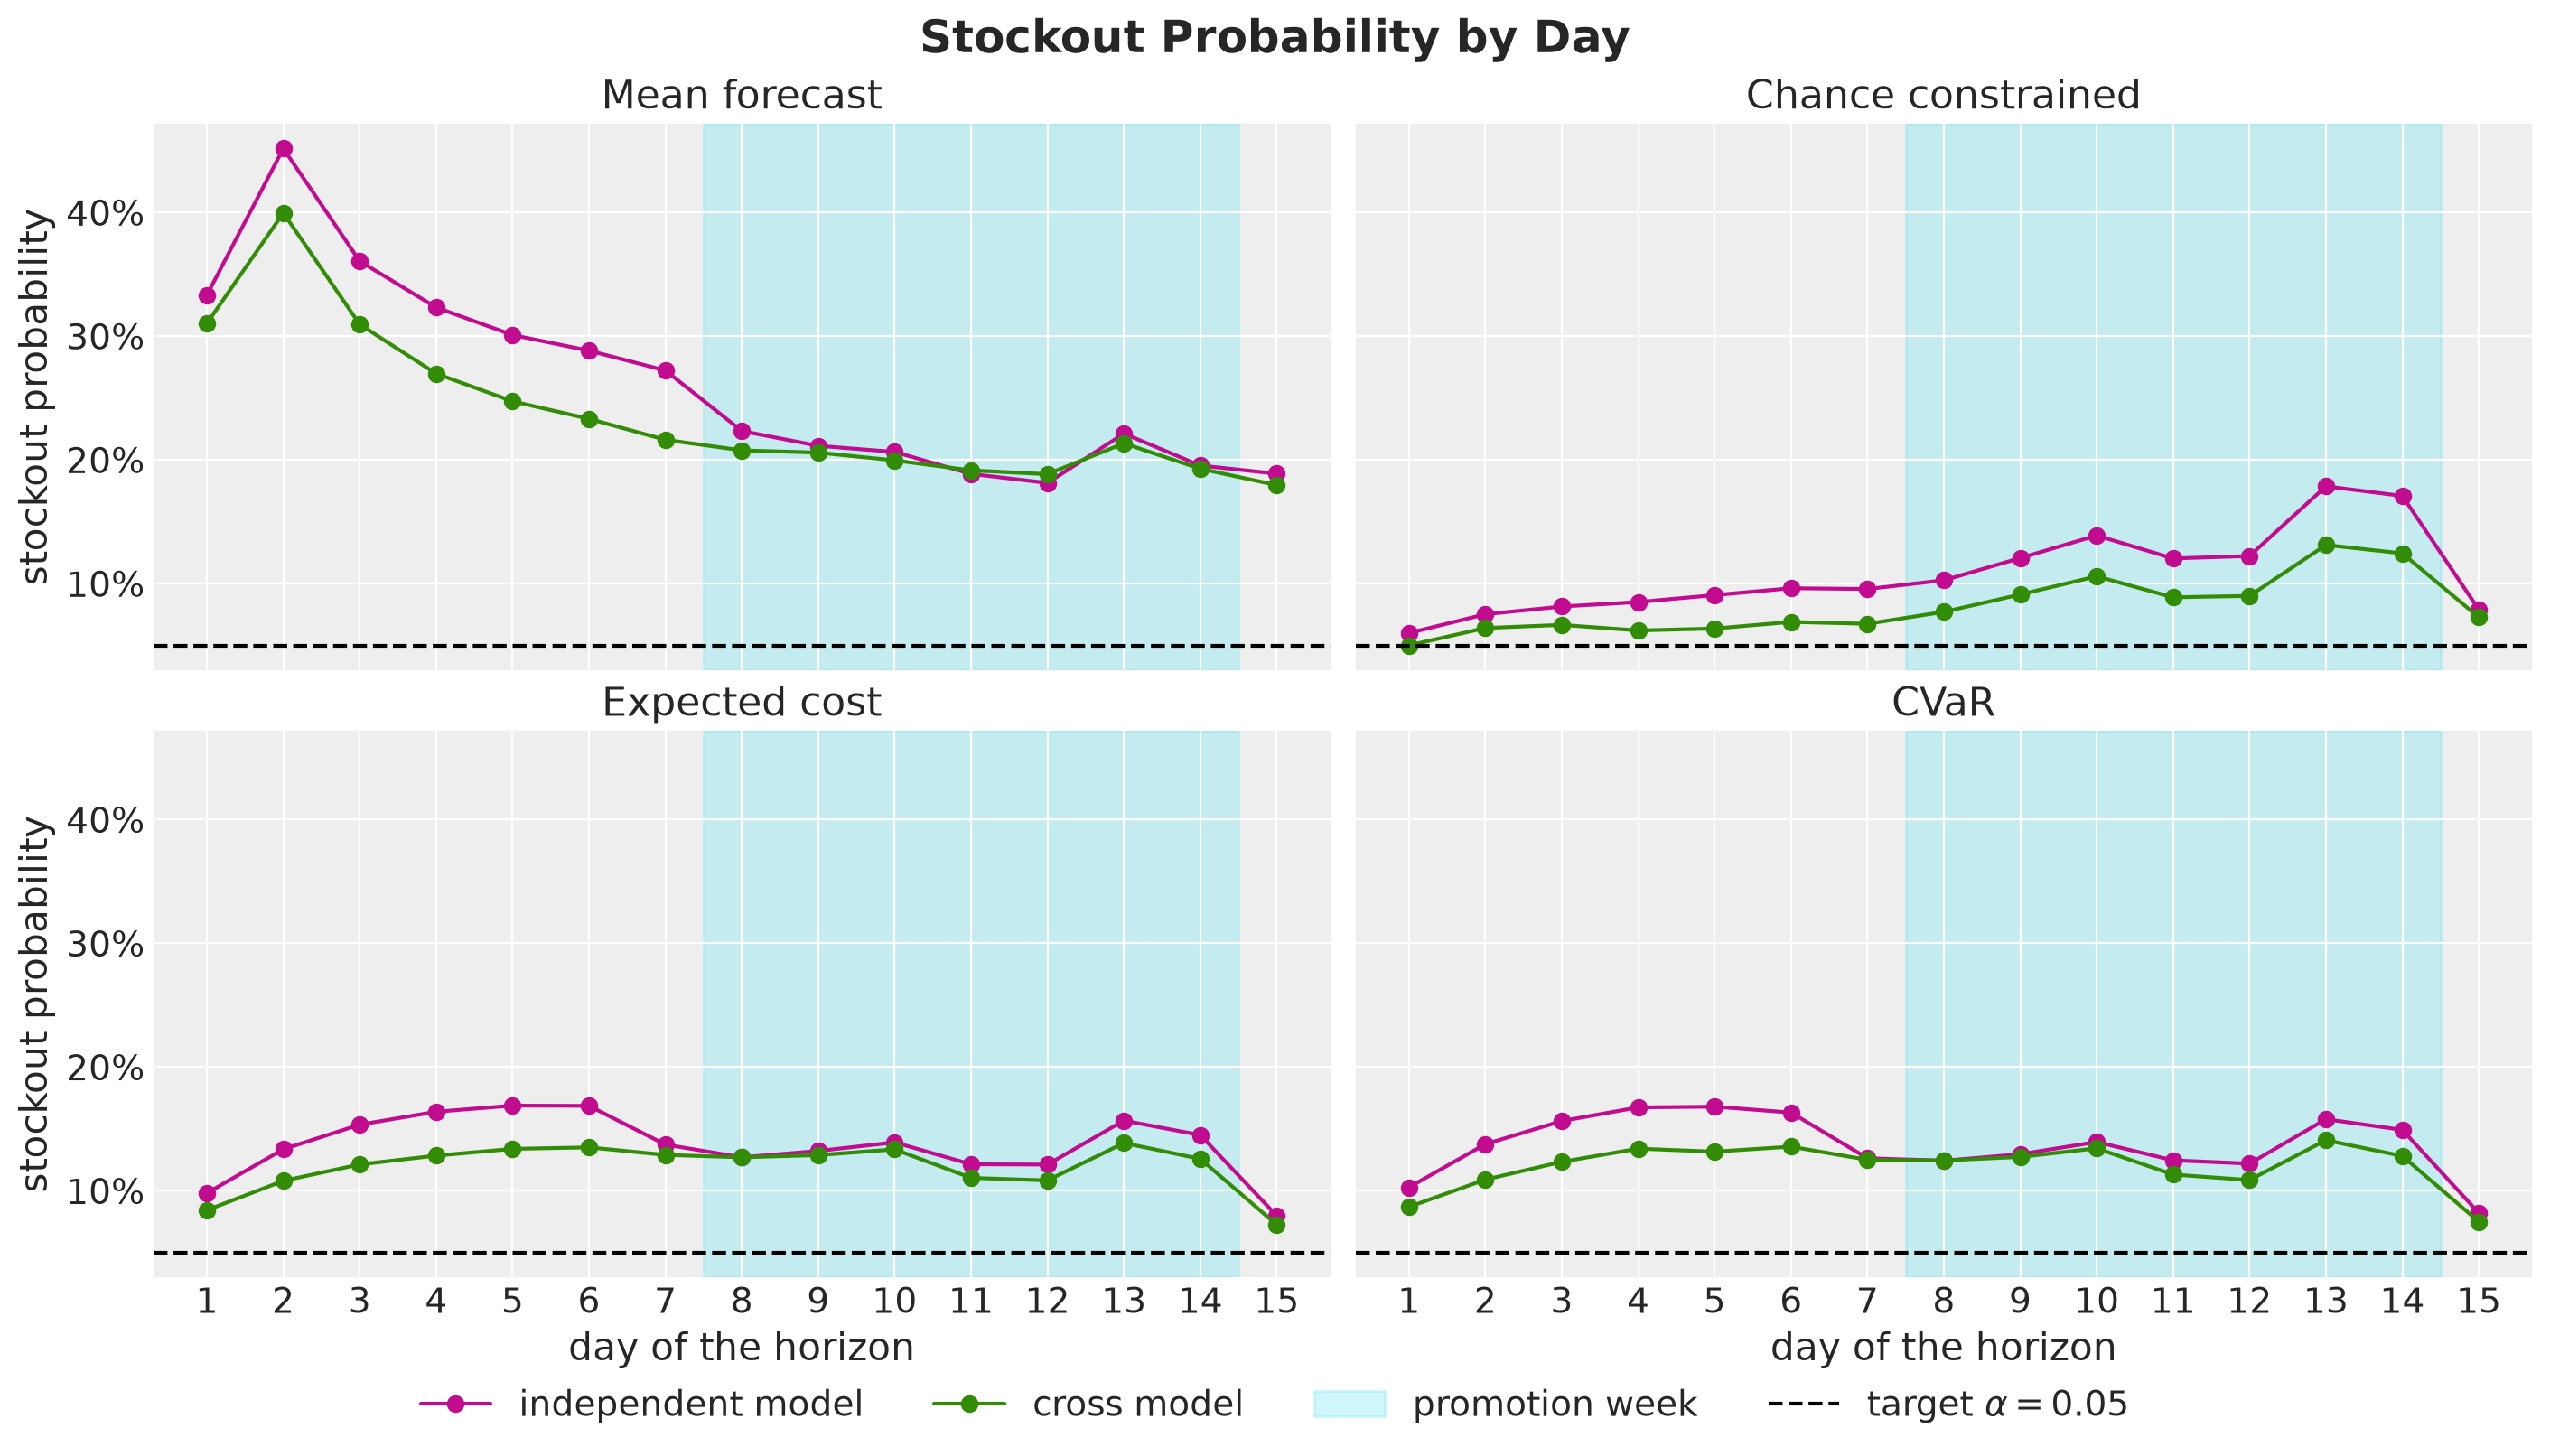 Stockout Probability by Day
Mean forecast
Chance constrained
stockout probability
40%
30%
20%
10%
Expected cost
CVaR
stockout probability
40%
30%
20%
10%
1 2 3 4 5 6 7 8 9 10 11 12 13 14 15
1 2 3 4 5 6 7 8 9 10 11 12 13 14 15
day of the horizon
day of the horizon
independent model
cross model
promotion week
target α = 0.05